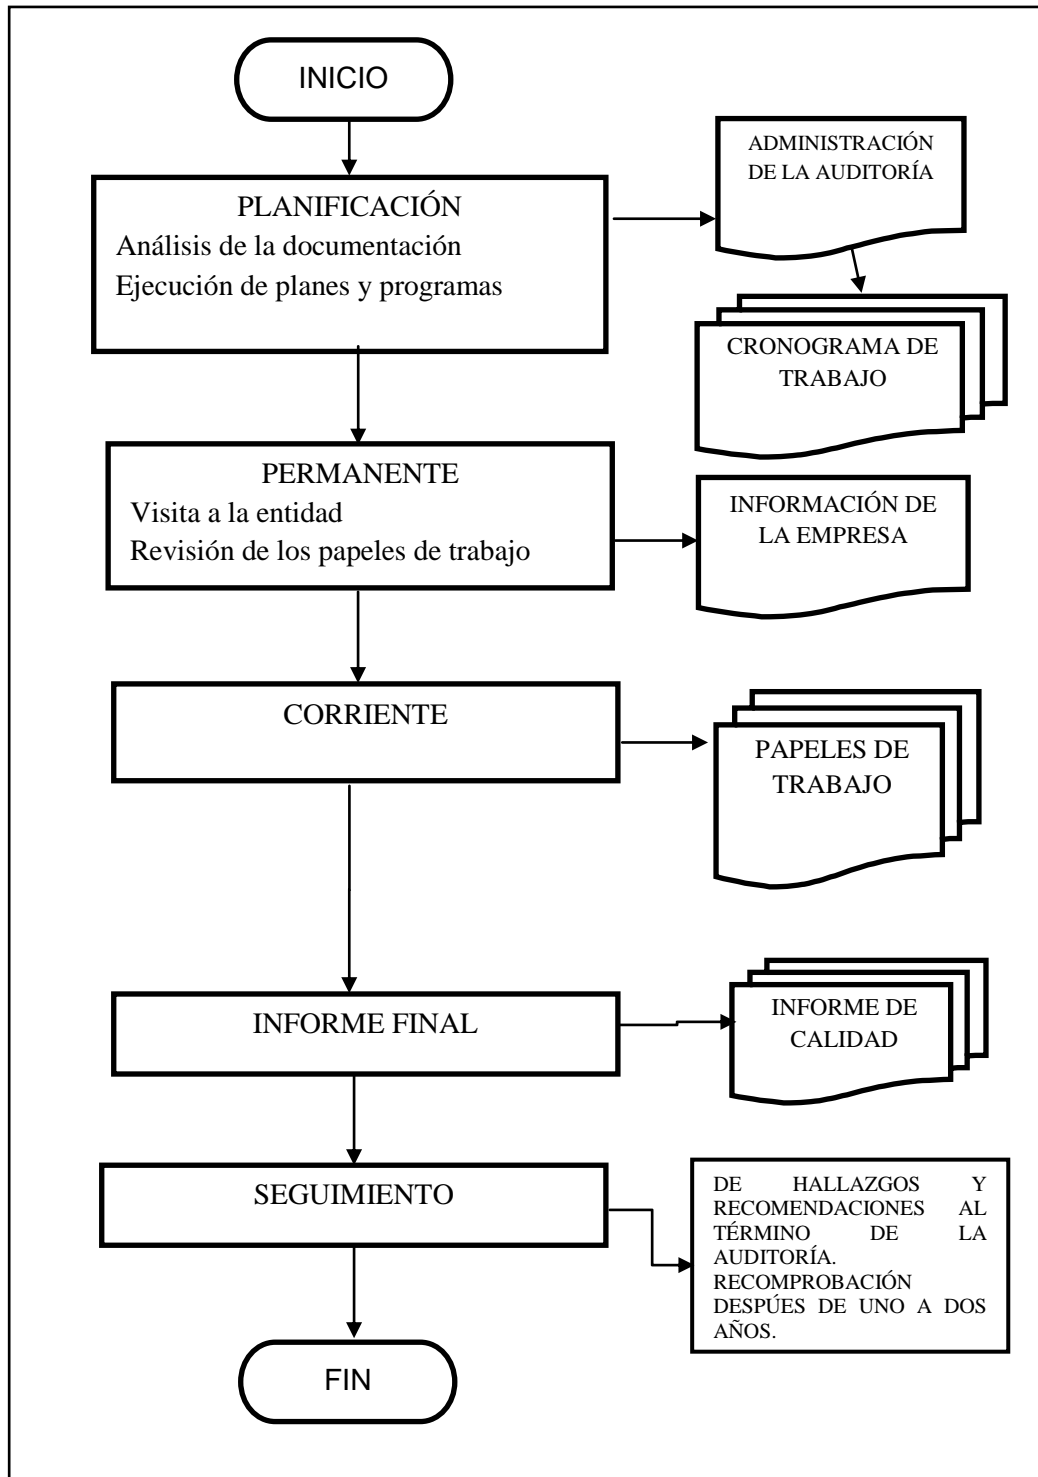 INICIO
ADMINISTRACIÓN
DE LA AUDITORÍA
PLANIFICACIÓN
Análisis de la documentación
Ejecución de planes y programas
CRONOGRAMA DE
TRABAJO
PERMANENTE
Visita a la entidad
Revisión de los papeles de trabajo
INFORMACIÓN DE
LA EMPRESA
CORRIENTE
PAPELES DE
TRABAJO
INFORME FINAL
INFORME DE
CALIDAD
SEGUIMIENTO
DE HALLAZGOS Y
RECOMENDACIONES AL
TÉRMINO DE LA
AUDITORÍA.
RECOMPROBACIÓN
DESPÚES DE UNO A DOS
AÑOS.
FIN